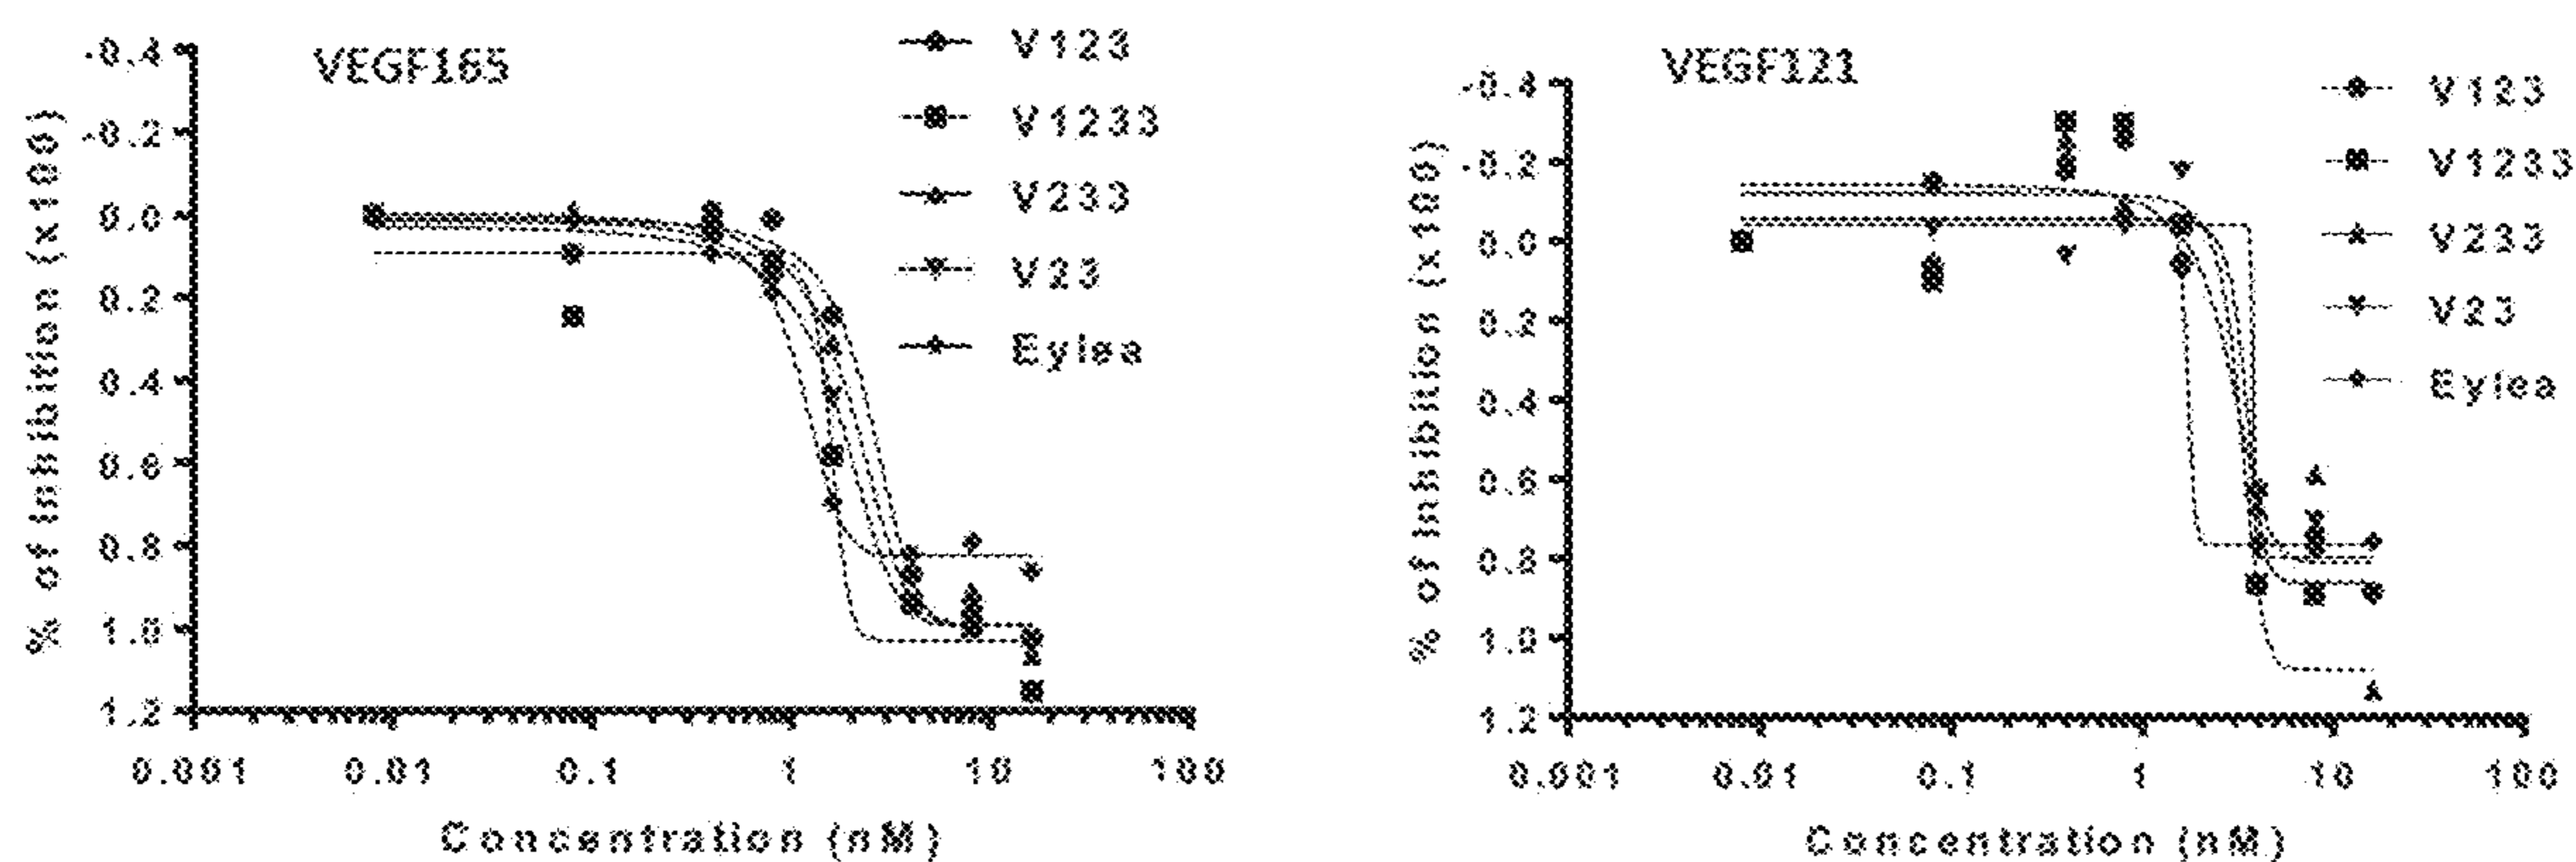 VEGF165
-0.4
-0.2
0.0
0.2
0.4
0.6
0.8
1.0
1.2
% of Inhibition (x100)
0.001 0.01 0.1 1 10 100
Concentration (nM)
V123
V1233
V233
V23
Eylea
VEGF121
-0.4
-0.2
0.0
0.2
0.4
0.6
0.8
1.0
1.2
% of Inhibition (x100)
0.001 0.01 0.1 1 10 100
Concentration (nM)
V123
V1233
V233
V23
Eylea